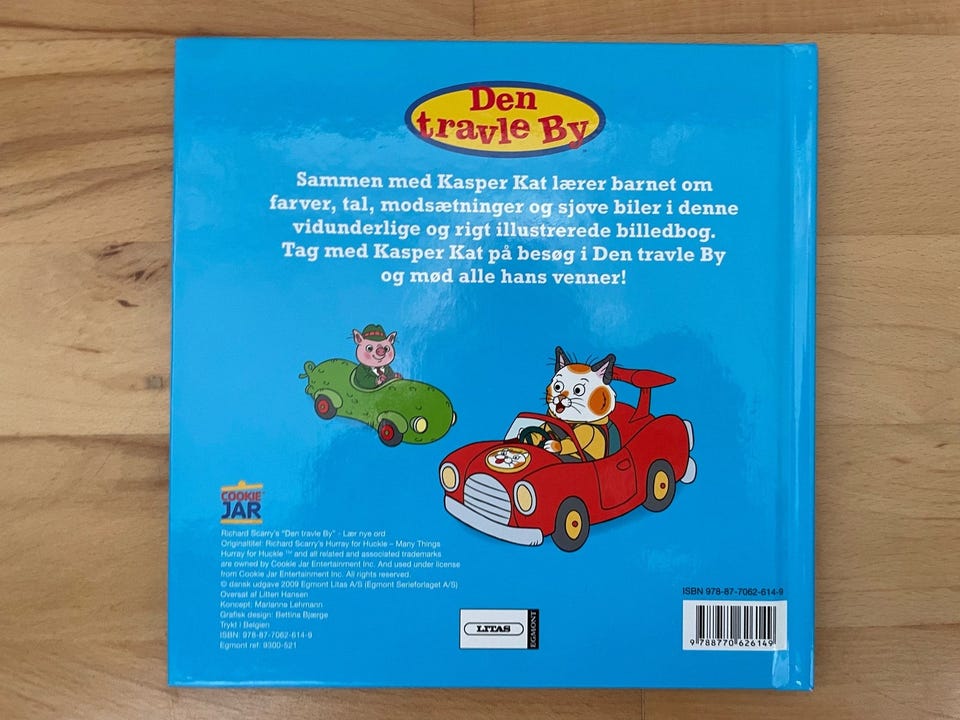 Den
travle By
Sammen med Kasper Kat lærer barnet om
farver, tal, modsætninger og sjove biler i denne
vidunderlige og rigt illustrerede billedbog.
Tag med Kasper Kat på besøg i Den travle By
og mød alle hans venner!
COOKIE
JAR
Richard Scarry's "Den travle By" - Lær nye ord
Originaltitel: Richard Scarry's Hurray for Huckle – Many Things
Hurray for Huckle ™ and all related and associated trademarks
are owned by Cookie Jar Entertainment Inc. And used under license
from Cookie Jar Entertainment Inc. All rights reserved.
© dansk udgave 2009 Egmont Litas A/S (Egmont Serieforlaget A/S)
Oversat af Litten Hansen
Koncept: Marianne Lehmann
Grafisk design: Bettina Bjærge
Trykt i Belgien
ISBN: 978-87-7062-614-9
Egmont ref: 9300-521
LITAS
EGMONT
ISBN 978-87-7062-614-9
9 788770 626149